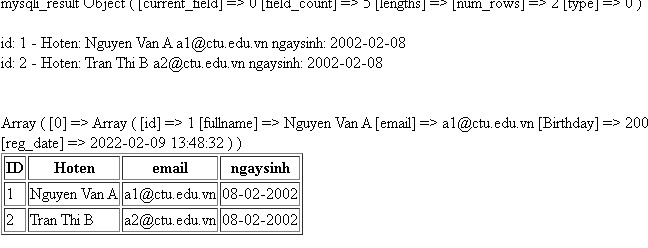 mysqli_result Object ( [current_field] => 0 [field_count] => 5 [lengths] => [num_rows] => 2 [type] => 0 )
id: 1 - Hoten: Nguyen Van A a1@ctu.edu.vn ngaysinh: 2002-02-08
id: 2 - Hoten: Tran Thi B a2@ctu.edu.vn ngaysinh: 2002-02-08
Array ( [0] => Array ( [id] => 1 [fullname] => Nguyen Van A [email] => a1@ctu.edu.vn [Birthday] => 200
[reg_date] => 2022-02-09 13:48:32 ) )
ID Hoten email ngaysinh
1 Nguyen Van A a1@ctu.edu.vn 08-02-2002
2 Tran Thi B a2@ctu.edu.vn 08-02-2002